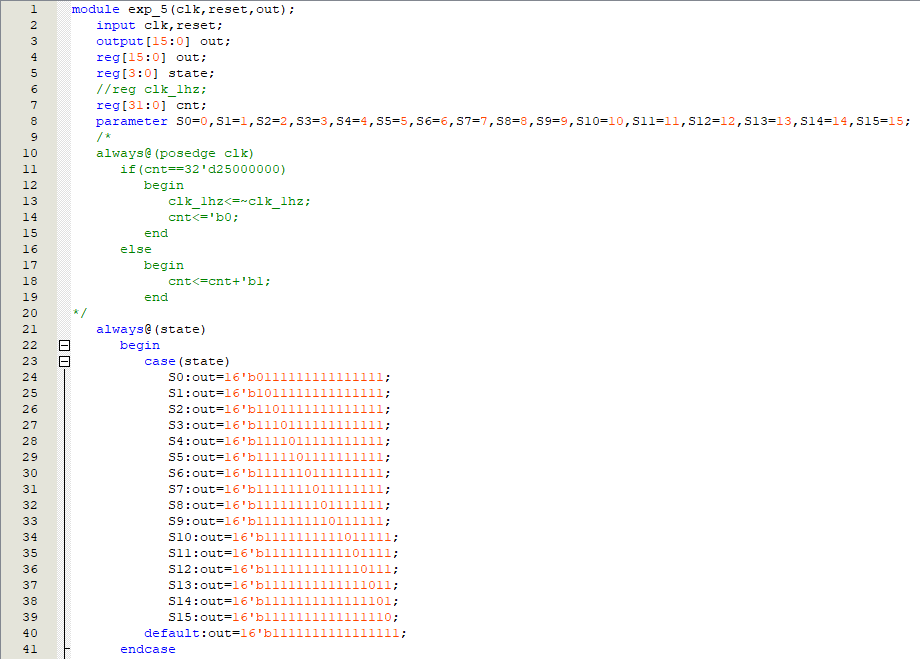 1 module exp_5(clk,reset,out);
2 input clk,reset;
3 output[15:0] out;
4 reg[15:0] out;
5 reg[3:0] state;
6 //reg clk_1hz;
7 reg[31:0] cnt;
8 parameter S0=0,S1=1,S2=2,S3=3,S4=4,S5=5,S6=6,S7=7,S8=8,S9=9,S10=10,S11=11,S12=12,S13=13,S14=14,S15=15;
9 /*
10 always@(posedge clk)
11 if(cnt==32'd25000000)
12 begin
13 clk_1hz<=~clk_1hz;
14 cnt<='b0;
15 end
16 else
17 begin
18 cnt<=cnt+'b1;
19 end
20 */
21 always@(state)
22 begin
23 case(state)
24 S0:out=16'b0111111111111111;
25 S1:out=16'b1011111111111111;
26 S2:out=16'b1101111111111111;
27 S3:out=16'b1110111111111111;
28 S4:out=16'b1111011111111111;
29 S5:out=16'b1111101111111111;
30 S6:out=16'b1111110111111111;
31 S7:out=16'b1111111011111111;
32 S8:out=16'b1111111101111111;
33 S9:out=16'b1111111110111111;
34 S10:out=16'b1111111111011111;
35 S11:out=16'b1111111111101111;
36 S12:out=16'b1111111111110111;
37 S13:out=16'b1111111111111011;
38 S14:out=16'b1111111111111101;
39 S15:out=16'b1111111111111110;
40 default:out=16'b1111111111111111;
41 endcase